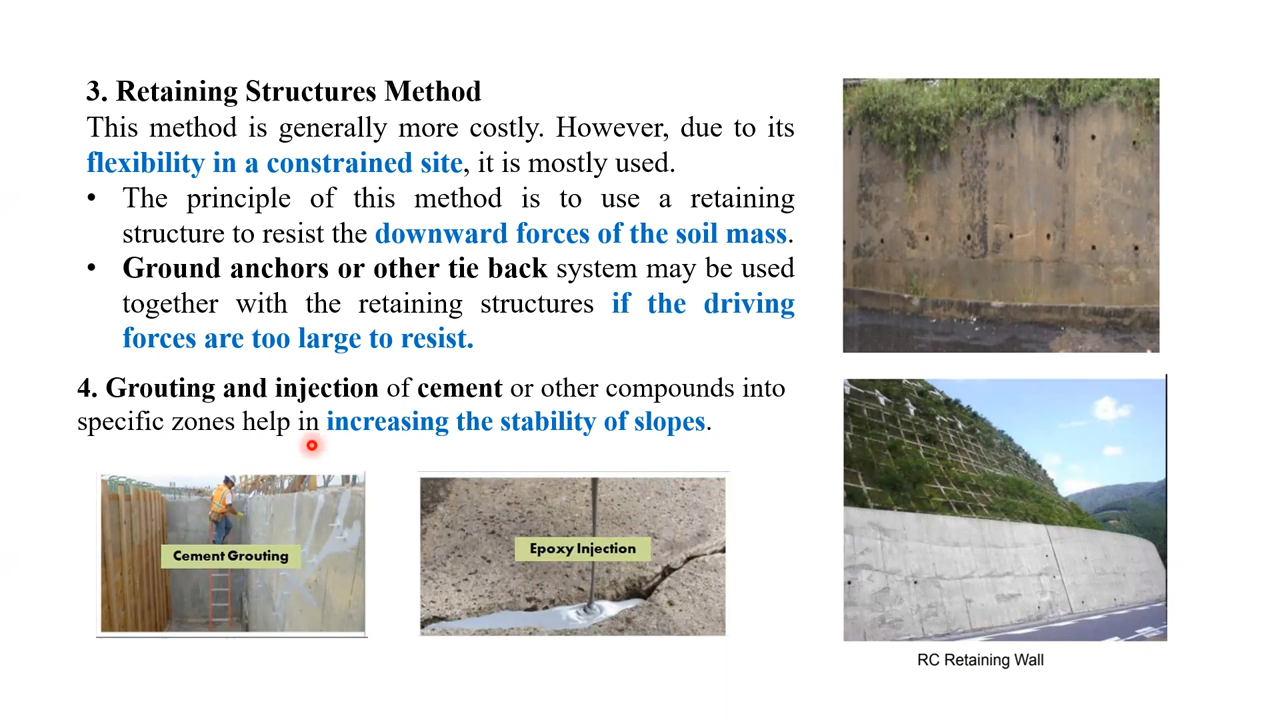 3. Retaining Structures Method
This method is generally more costly. However, due to its
flexibility in a constrained site, it is mostly used.
• The principle of this method is to use a retaining
structure to resist the downward forces of the soil mass.
• Ground anchors or other tie back system may be used
together with the retaining structures if the driving
forces are too large to resist.
4. Grouting and injection of cement or other compounds into
specific zones help in increasing the stability of slopes.
Cement Grouting
Epoxy Injection
RC Retaining Wall